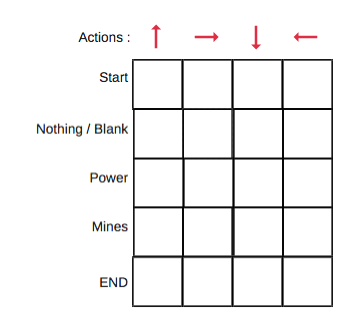 Actions :
Start
Nothing / Blank
Power
Mines
END